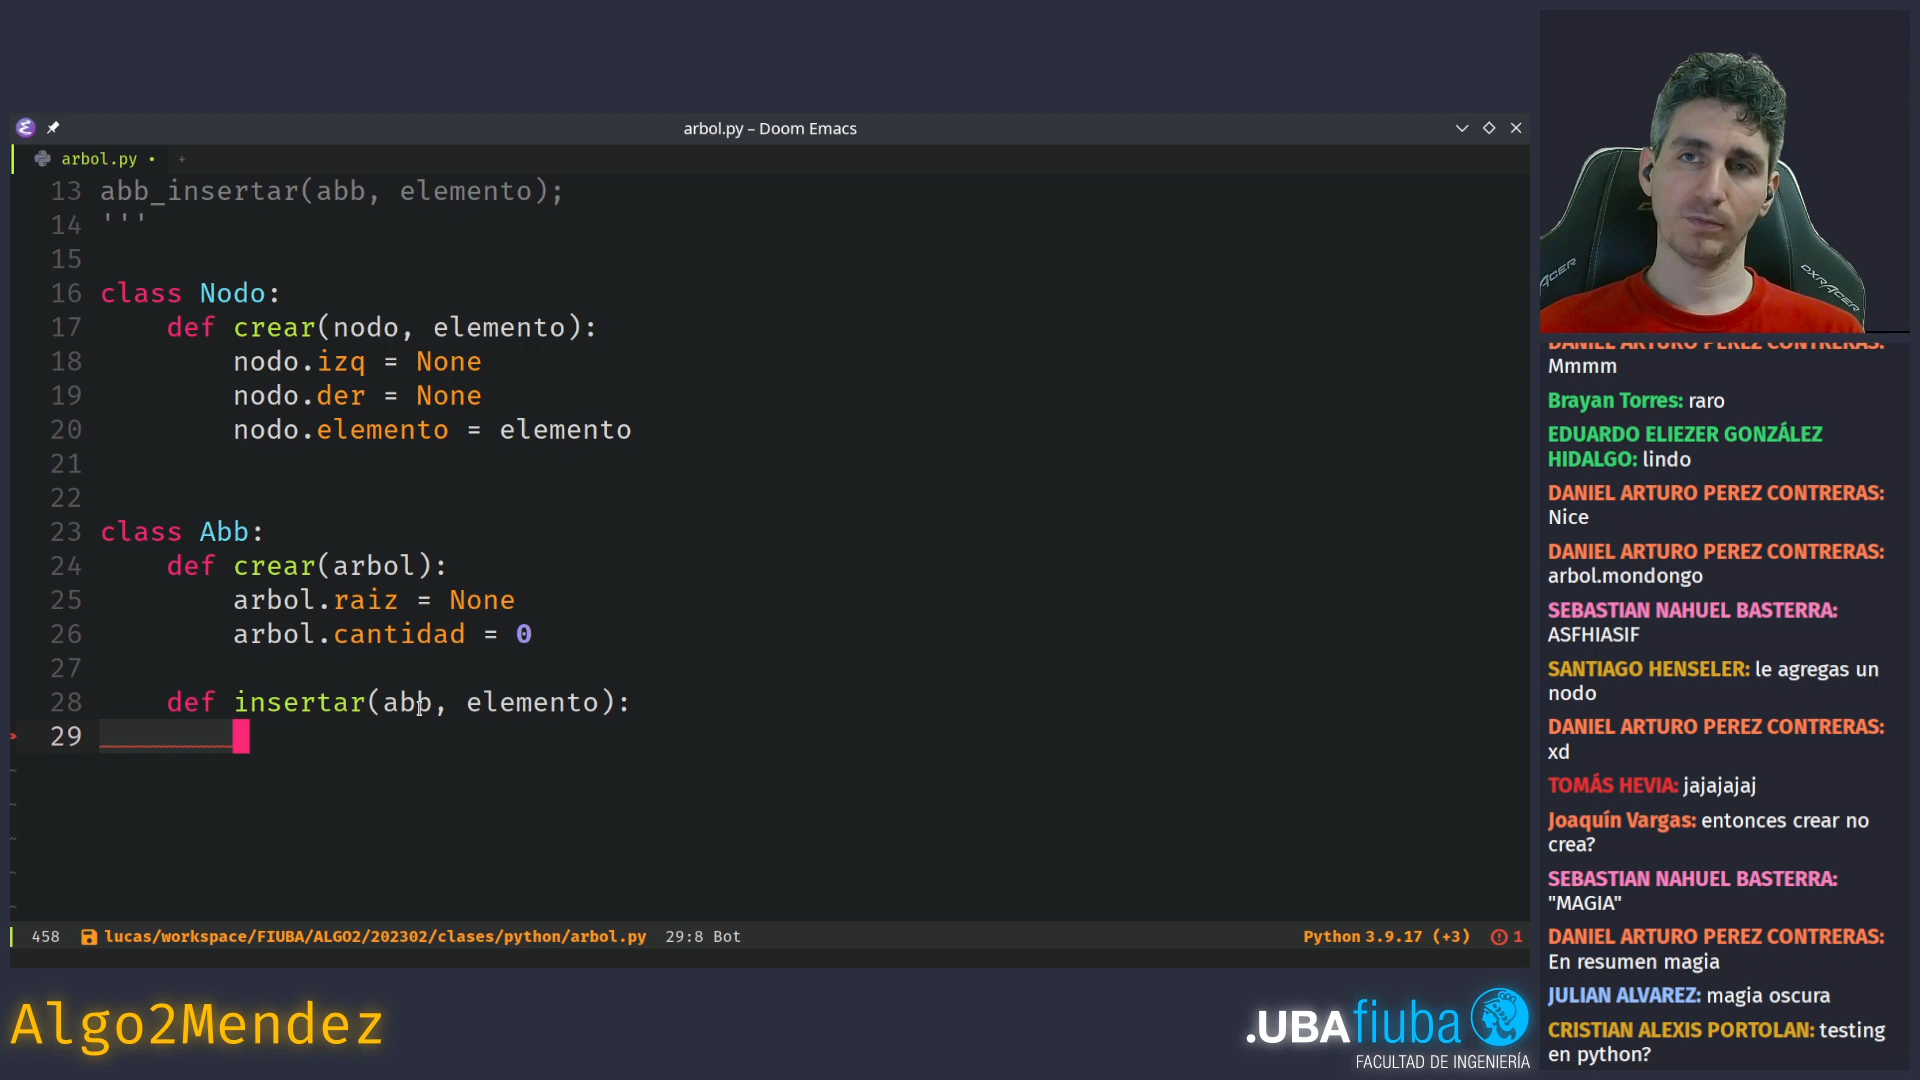 arbol.py – Doom Emacs
arbol.py • +
13 abb_insertar(abb, elemento);
14 '''
15
16 class Nodo:
17 def crear(nodo, elemento):
18 nodo.izq = None
19 nodo.der = None
20 nodo.elemento = elemento
21
22
23 class Abb:
24 def crear(arbol):
25 arbol.raiz = None
26 arbol.cantidad = 0
27
28 def insertar(abb, elemento):
29
458 lucas/workspace/FIUBA/ALGO2/202302/clases/python/arbol.py 29:8 Bot Python 3.9.17 (+3) 1
Algo2Mendez
.UBAfiuba
FACULTAD DE INGENIERÍA
DXRACER
DANIEL ARTURO PEREZ CONTRERAS:
Mmmm
Brayan Torres: raro
EDUARDO ELIEZER GONZÁLEZ
HIDALGO: lindo
DANIEL ARTURO PEREZ CONTRERAS:
Nice
DANIEL ARTURO PEREZ CONTRERAS:
arbol.mondongo
SEBASTIAN NAHUEL BASTERRA:
ASFHIASIF
SANTIAGO HENSELER: le agregas un
nodo
DANIEL ARTURO PEREZ CONTRERAS:
xd
TOMÁS HEVIA: jajajajaj
Joaquín Vargas: entonces crear no
crea?
SEBASTIAN NAHUEL BASTERRA:
"MAGIA"
DANIEL ARTURO PEREZ CONTRERAS:
En resumen magia
JULIAN ALVAREZ: magia oscura
CRISTIAN ALEXIS PORTOLAN: testing
en python?